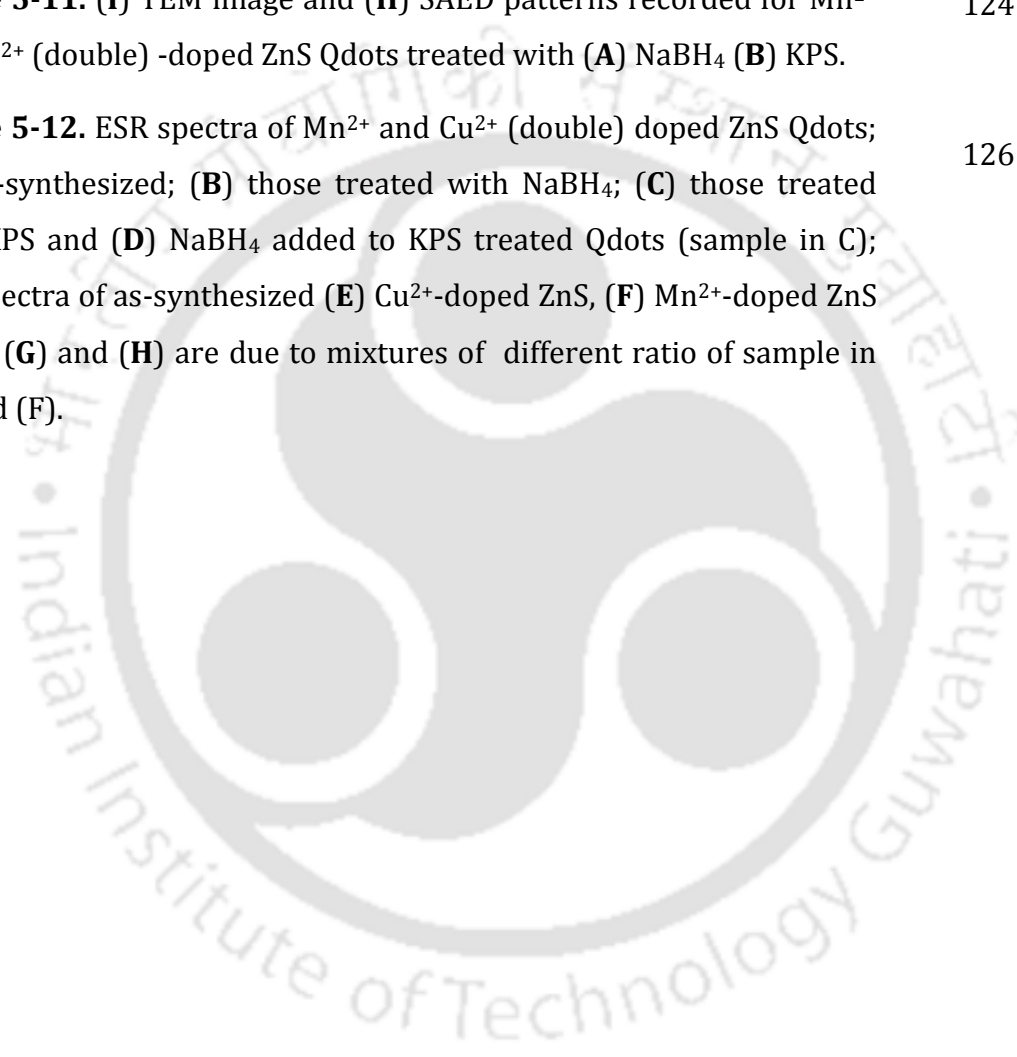 5-11. (I) TEM image and (II) SAED patterns recorded for Mn-
2+ (double) -doped ZnS Qdots treated with (A) NaBH4 (B) KPS.
124
5-12. ESR spectra of Mn2+ and Cu2+ (double) doped ZnS Qdots;
-synthesized; (B) those treated with NaBH4; (C) those treated
126
KPS and (D) NaBH4 added to KPS treated Qdots (sample in C);
pectra of as-synthesized (E) Cu2+-doped ZnS, (F) Mn2+-doped ZnS
(G) and (H) are due to mixtures of different ratio of sample in
(F).
Indian Institute of Technology Guwahati